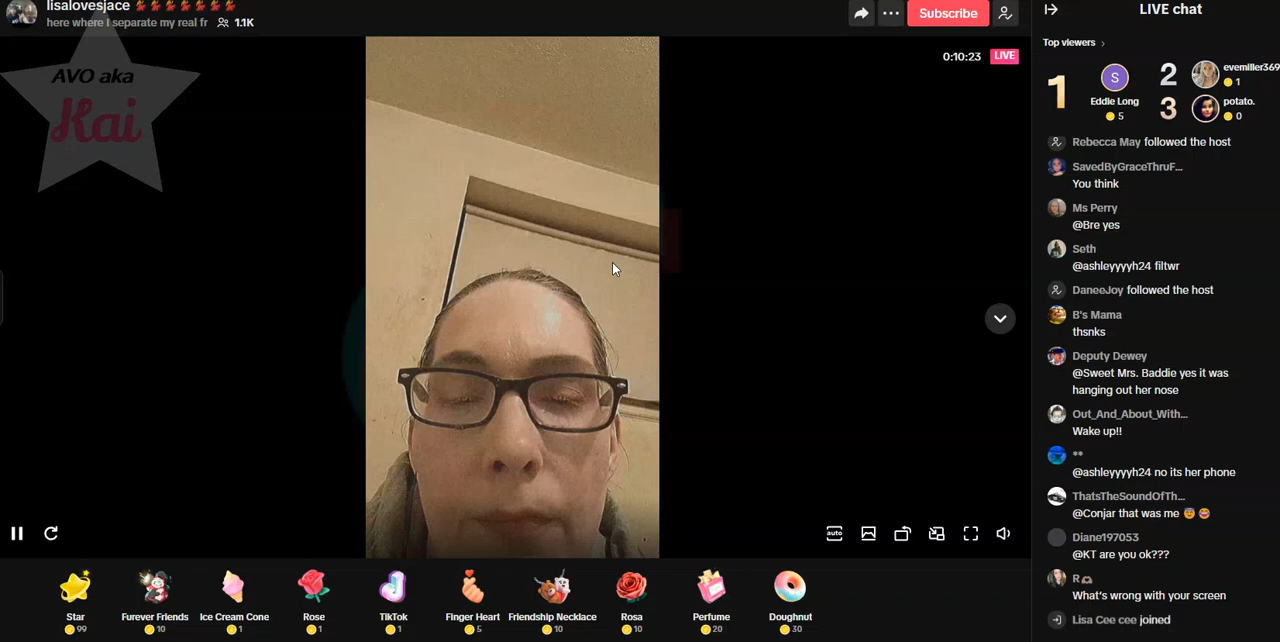 lisalovesjace 💃💃💃💃💃💃💃
here where I separate my real fr 1.1K
Subscribe
LIVE chat
AVO aka
Kai
0:10:23 LIVE
Top viewers
1
S
Eddie Long
5
2
evemiller369
1
3
potato.
0
Rebecca May followed the host
SavedByGraceThruF...
You think
Ms Perry
@Bre yes
Seth
@ashleyyyyh24 filtwr
DaneeJoy followed the host
B's Mama
thsnks
Deputy Dewey
@Sweet Mrs. Baddie yes it was
hanging out her nose
Out_And_About_With...
Wake up!!
**
@ashleyyyyh24 no its her phone
ThatsTheSoundOfTh...
@Conjar that was me 😇 😂
Diane197053
@KT are you ok???
R🫶
What's wrong with your screen
Lisa Cee cee joined
auto
Star
99
Furever Friends
10
Ice Cream Cone
1
Rose
1
TikTok
1
Finger Heart
5
Friendship Necklace
10
Rosa
10
Perfume
20
Doughnut
30